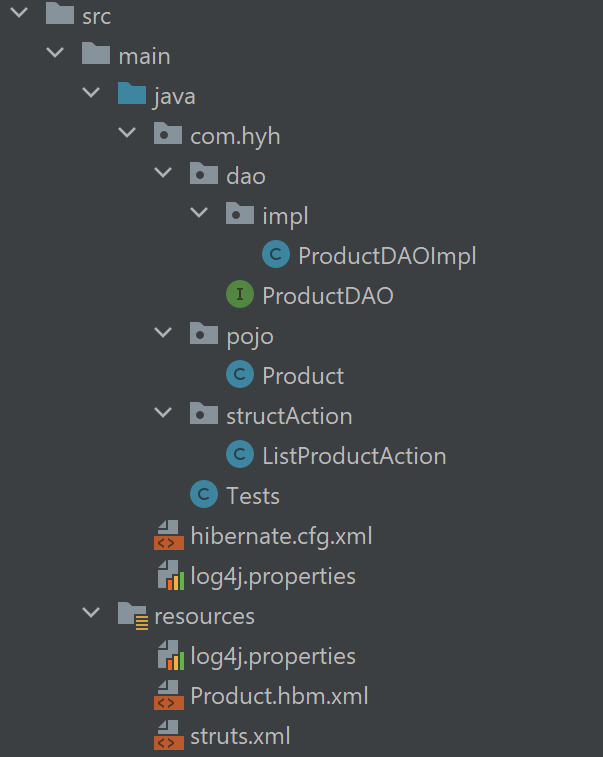 src
main
java
com.hyh
dao
impl
C ProductDAOImpl
I ProductDAO
pojo
C Product
structAction
C ListProductAction
C Tests
hibernate.cfg.xml
log4j.properties
resources
log4j.properties
Product.hbm.xml
struts.xml